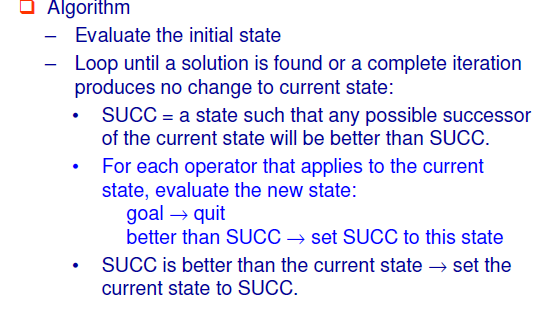 ❑ Algorithm
– Evaluate the initial state
– Loop until a solution is found or a complete iteration
produces no change to current state:
• SUCC = a state such that any possible successor
of the current state will be better than SUCC.
• For each operator that applies to the current
state, evaluate the new state:
goal → quit
better than SUCC → set SUCC to this state
• SUCC is better than the current state → set the
current state to SUCC.